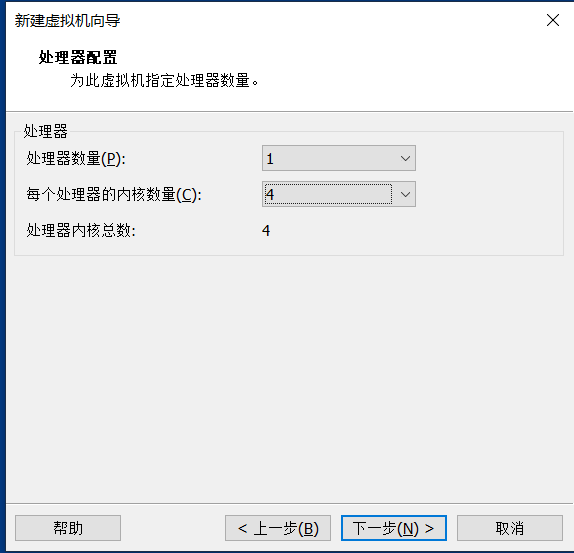 新建虚拟机向导
处理器配置
为此虚拟机指定处理器数量。
处理器
处理器数量(P): 1
每个处理器的内核数量(C): 4
处理器内核总数: 4
帮助 < 上一步(B) 下一步(N) > 取消